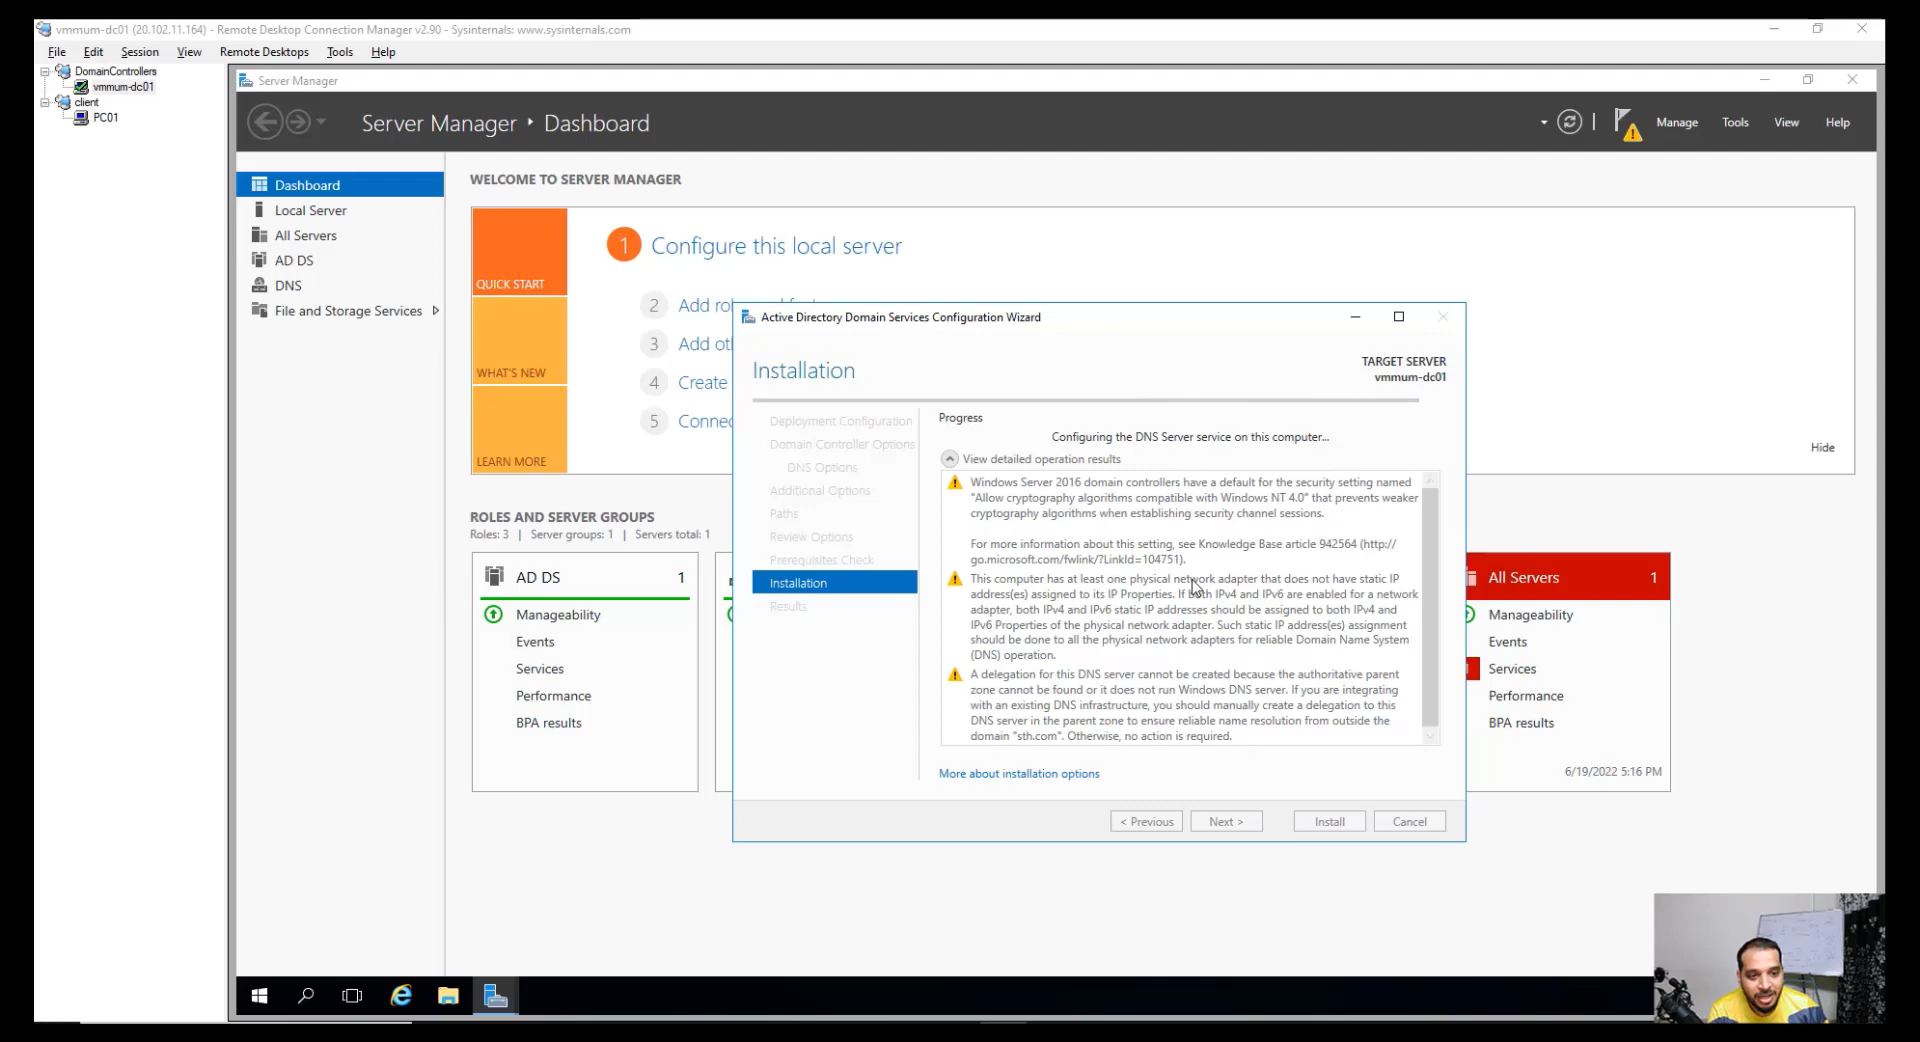 vmmum-dc01 (20.102.11.164) - Remote Desktop Connection Manager v2.90 - Sysinternals: www.sysinternals.com
File Edit Session View Remote Desktops Tools Help
DomainControllers
vmmum-dc01
client
PC01
Server Manager
Server Manager ‣ Dashboard
Manage Tools View Help
Dashboard
Local Server
All Servers
AD DS
DNS
File and Storage Services
WELCOME TO SERVER MANAGER
QUICK START
WHAT'S NEW
LEARN MORE
1 Configure this local server
2 Add
3 Add
4 Create
5
Hide
ROLES AND SERVER GROUPS
Roles: 3 | Server groups: 1 | Servers total: 1
AD DS 1
Manageability
Events
Services
Performance
BPA results
Active Directory Domain Services Configuration Wizard
Installation
TARGET SERVER
vmmum-dc01
Deployment Configuration
Domain Controller Options
DNS Options
Additional Options
Paths
Review Options
Prerequisites Check
Installation
Results
Progress
Configuring the DNS Server service on this computer...
View detailed operation results
Windows Server 2016 domain controllers have a default for the security setting named
"Allow cryptography algorithms compatible with Windows NT 4.0" that prevents weaker
cryptography algorithms when establishing security channel sessions.
For more information about this setting, see Knowledge Base article 942564 (http://
go.microsoft.com/fwlink/?LinkId=104751).
This computer has at least one physical network adapter that does not have static IP
address(es) assigned to its IP Properties. If both IPv4 and IPv6 are enabled for a network
adapter, both IPv4 and IPv6 static IP addresses should be assigned to both IPv4 and
IPv6 Properties of the physical network adapter. Such static IP address(es) assignment
should be done to all the physical network adapters for reliable Domain Name System
(DNS) operation.
A delegation for this DNS server cannot be created because the authoritative parent
zone cannot be found or it does not run Windows DNS server. If you are integrating
with an existing DNS infrastructure, you should manually create a delegation to this
DNS server in the parent zone to ensure reliable name resolution from outside the
domain "sth.com". Otherwise, no action is required.
More about installation options
< Previous Next > Install Cancel
All Servers 1
Manageability
Events
Services
Performance
BPA results
6/19/2022 5:16 PM